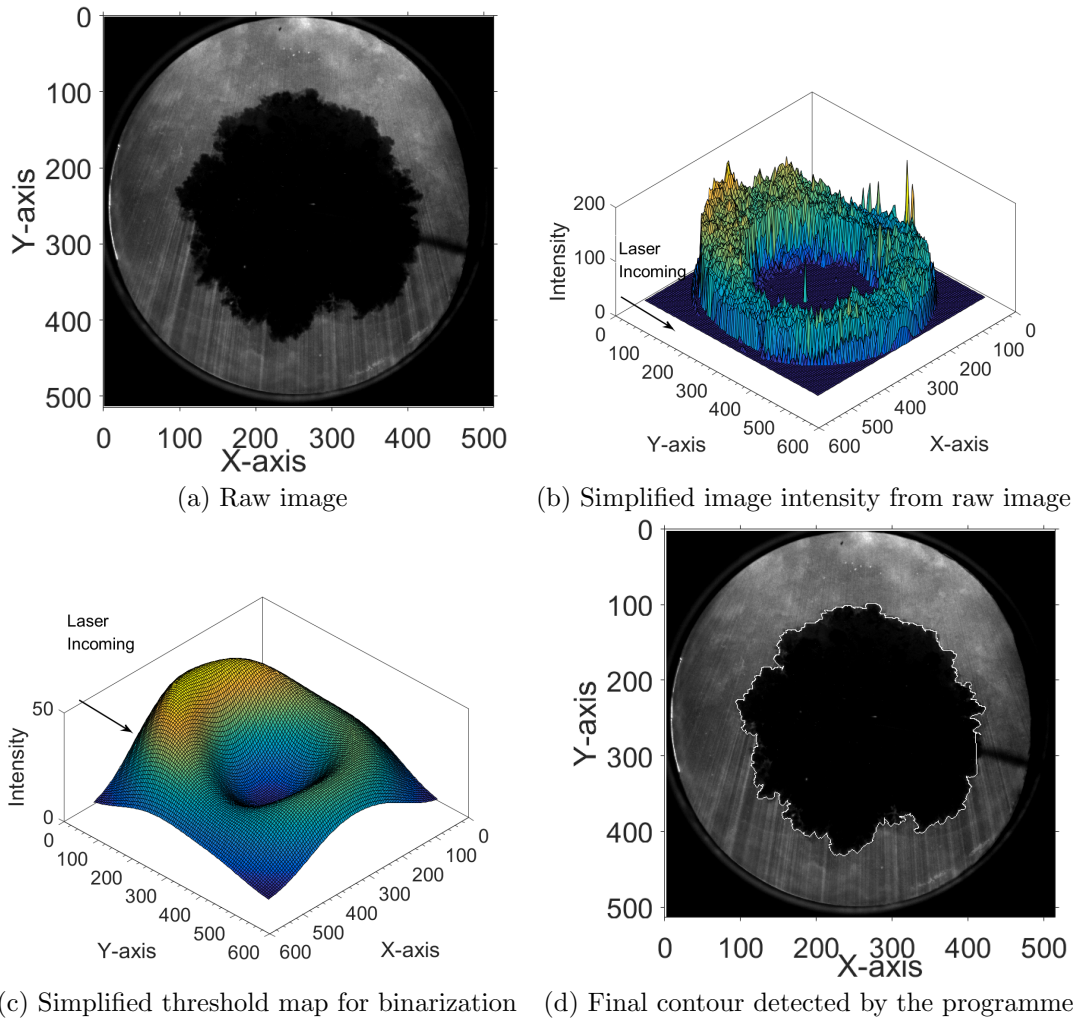 0
100
200
300
400
500
Y-axis
0 100 200 300 400 500
X-axis
(a) Raw image
200
100
0
Intensity
Laser
Incoming
0
100
200
300
400
500
600
Y-axis
0
100
200
300
400
500
600
X-axis
(b) Simplified image intensity from raw image
Laser
Incoming
50
0
Intensity
0
100
200
300
400
500
600
Y-axis
0
100
200
300
400
500
600
X-axis
(c) Simplified threshold map for binarization
0
100
200
300
400
500
Y-axis
0 100 200 300 400 500
X-axis
(d) Final contour detected by the programme